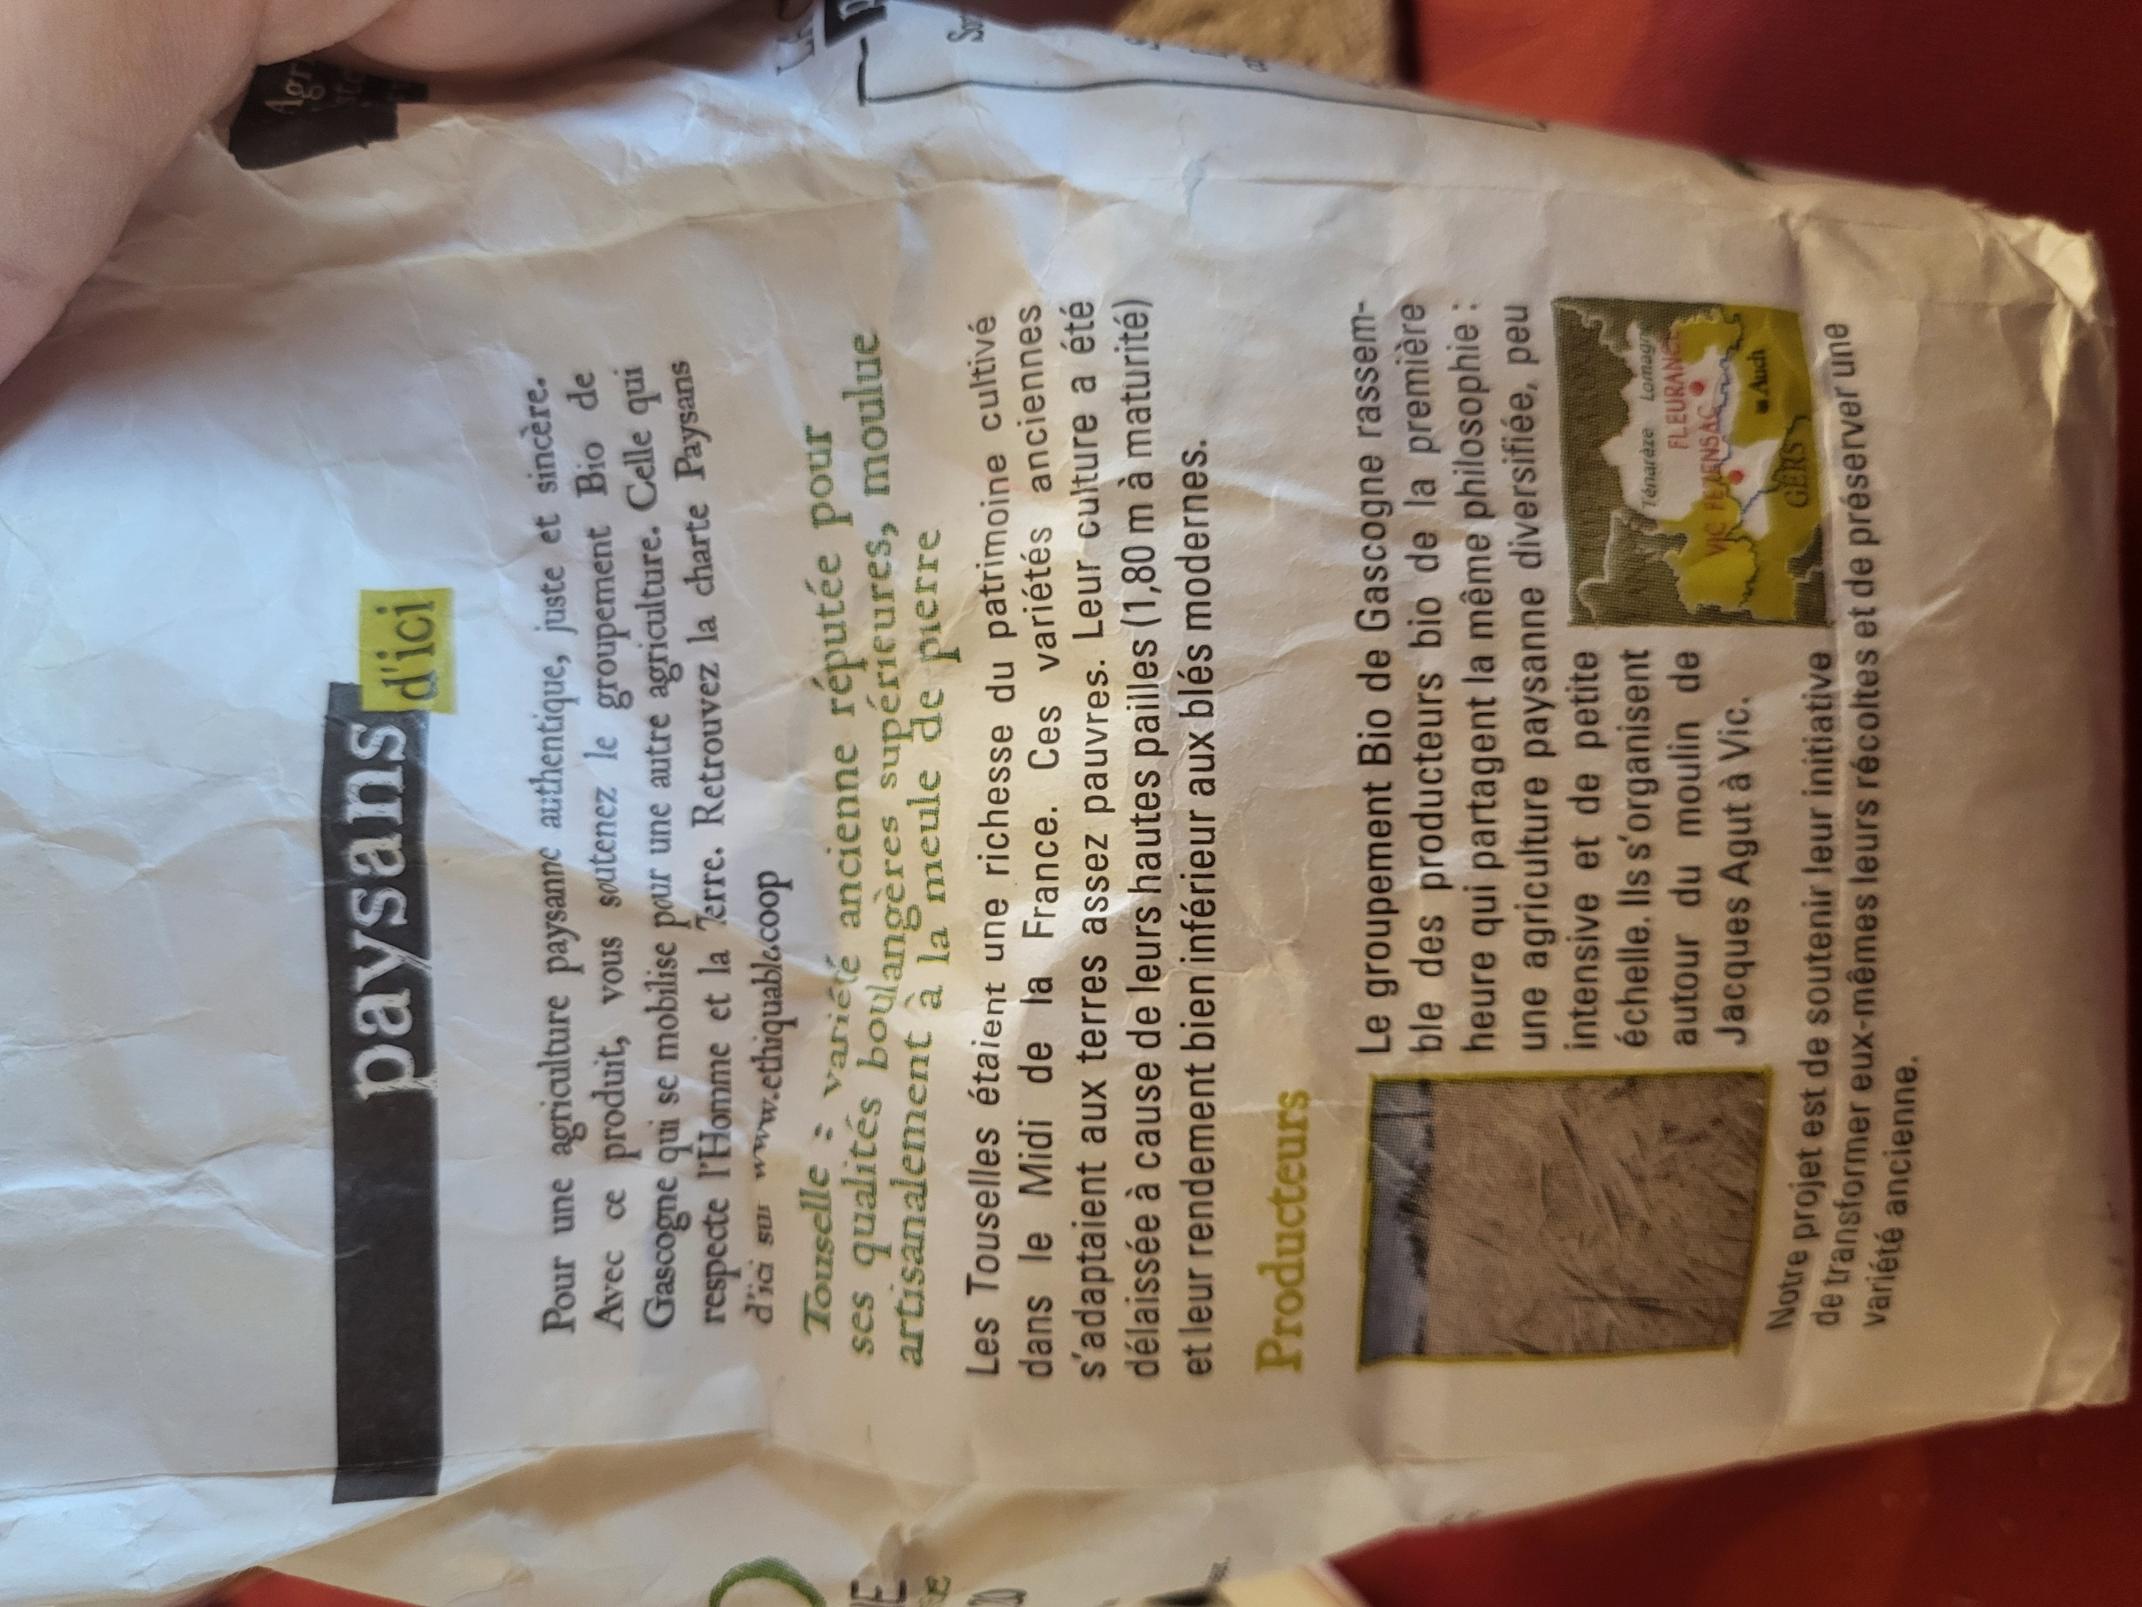 paysans
d'ici
Pour une agriculture paysanne authentique, juste et sincère.
Avec ce produit, vous soutenez le groupement Bio de
Gascogne qui se mobilise pour une autre agriculture. Celle qui
respecte l'Homme et la Terre. Retrouvez la charte Paysans
d'ici sur www.ethiquable.coop
Touselle : variété ancienne réputée pour
ses qualités boulangères supérieures, moulue
artisanalement à la meule de pierre
Les Touselles étaient une richesse du patrimoine cultivé
dans le Midi de la France. Ces variétés anciennes
s'adaptaient aux terres assez pauvres. Leur culture a été
délaissée à cause de leurs hautes pailles (1,80 m à maturité)
et leur rendement bien inférieur aux blés modernes.
Producteurs
Le groupement Bio de Gascogne rassem-
ble des producteurs bio de la première
heure qui partagent la même philosophie :
une agriculture paysanne diversifiée, peu
intensive et de petite
échelle. Ils s'organisent
autour du moulin de
Jacques Agut à Vic.
Ténarèze Lomagne
FLEURANCE
VIC FEZENSAC
Auch
GERS
Notre projet est de soutenir leur initiative
de transformer eux-mêmes leurs récoltes et de préserver une
variété ancienne.